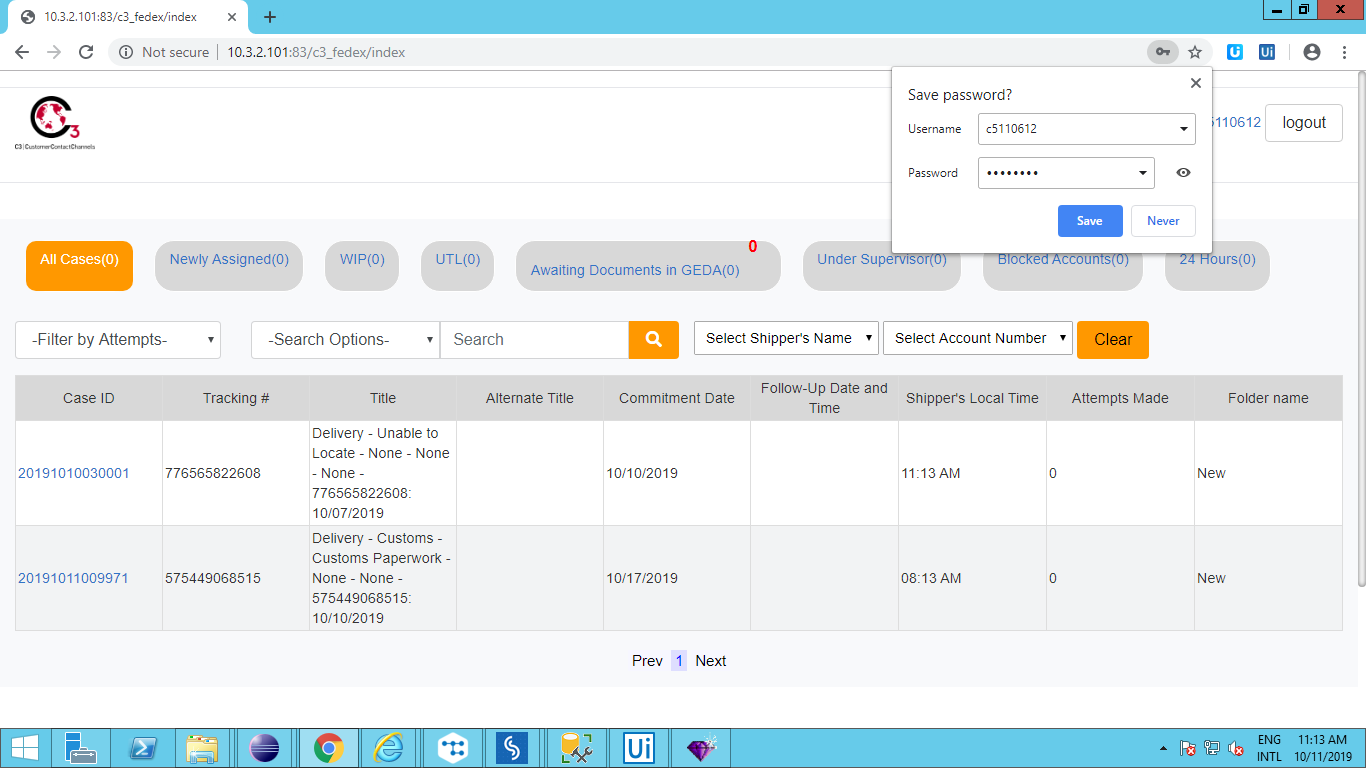 10.3.2.101:83/c3_fedex/index
Not secure
10.3.2.101:83/c3_fedex/index
Save password?
Username
c5110612
Password
••••••••
Save
Never
C3
C3|CustomerContactChannels
5110612
logout
All Cases(0)
Newly Assigned(0)
WIP(0)
UTL(0)
0
Awaiting Documents in GEDA(0)
Under Supervisor(0)
Blocked Accounts(0)
24 Hours(0)
-Filter by Attempts-
-Search Options-
Search
Select Shipper's Name
Select Account Number
Clear
Case ID
Tracking #
Title
Alternate Title
Commitment Date
Follow-Up Date and
Time
Shipper's Local Time
Attempts Made
Folder name
20191010030001
776565822608
Delivery - Unable to
Locate - None - None
- None -
776565822608:
10/07/2019
10/10/2019
11:13 AM
0
New
20191011009971
575449068515
Delivery - Customs -
Customs Paperwork -
None - None -
575449068515:
10/10/2019
10/17/2019
08:13 AM
0
New
Prev 1 Next
Ui
ENG
INTL
11:13 AM
10/11/2019